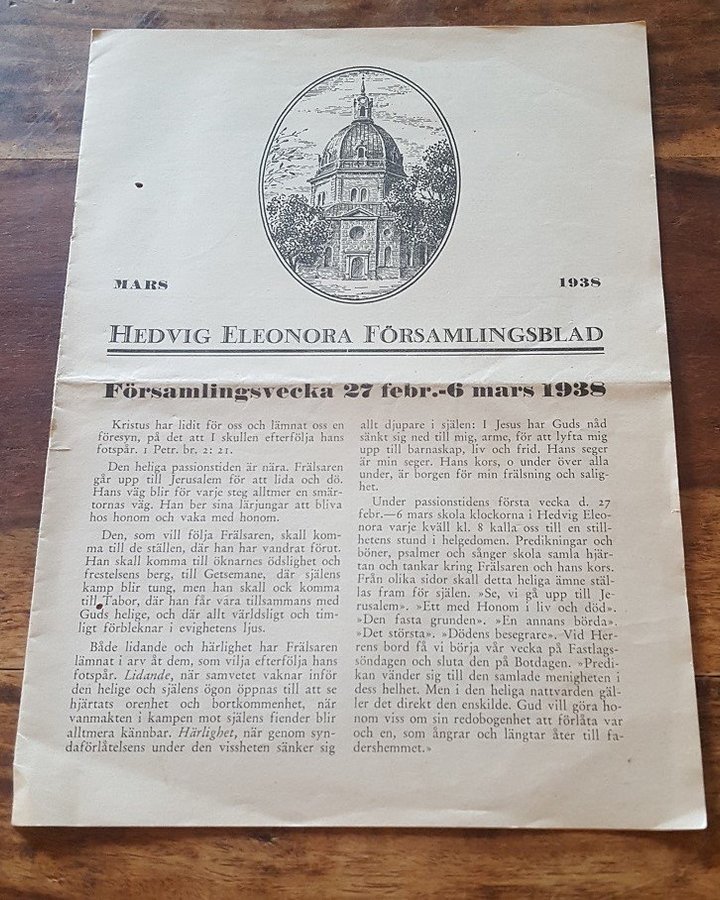 MARS
1938
HEDVIG ELEONORA FÖRSAMLINGSBLAD
Församlingsvecka 27 febr.-6 mars 1938
Kristus har lidit för oss och lämnat oss en
föresyn, på det att I skullen efterfölja hans
fotspår. 1 Petr. br. 2: 21.
Den heliga passionstiden är nära. Frälsaren
går upp till Jerusalem för att lida och dö.
Hans väg blir för varje steg alltmer en smär-
tornas väg. Han ber sina lärjungar att bliva
hos honom och vaka med honom.
Den, som vill följa Frälsaren, skall kom-
ma till de ställen, där han har vandrat förut.
Han skall komma till öknarnes ödslighet och
frestelsens berg, till Getsemane, där själens
kamp blir tung, men han skall ock komma
till Tabor, där han får vara tillsammans med
Guds helige, och där allt världsligt och tim-
ligt förbleknar i evighetens ljus.
Både lidande och härlighet har Frälsaren
lämnat i arv åt dem, som vilja efterfölja hans
fotspår. Lidande, när samvetet vaknar inför
den helige och själens ögon öppnas till att se
hjärtats orenhet och bortkommenhet, när
vanmakten i kampen mot själens fiender blir
alltmera kännbar. Härlighet, när genom syn-
daförlåtelsens under den vissheten sänker sig
allt djupare i själen: I Jesus har Guds nåd
sänkt sig ned till mig, arme, för att lyfta mig
upp till barnaskap, liv och frid. Hans seger
är min seger. Hans kors, o under över alla
under, är borgen för min frälsning och salig-
het.
Under passionstidens första vecka d. 27
febr.—6 mars skola klockorna i Hedvig Eleo-
nora varje kväll kl. 8 kalla oss till en still-
hetens stund i helgedomen. Predikningar och
böner, psalmer och sånger skola samla hjär-
tan och tankar kring Frälsaren och hans kors.
Från olika sidor skall detta heliga ämne stäl-
las fram för själen. »Se, vi gå upp till Je-
rusalem». »Ett med Honom i liv och död».
»Den fasta grunden». »En annans börda».
»Det största». »Dödens besegrare». Vid Her-
rens bord få vi börja vår vecka på Fastlags-
söndagen och sluta den på Botdagen. »Predi-
kan vänder sig till den samlade menigheten i
dess helhet. Men i den heliga nattvarden gäl-
ler det direkt den enskilde. Gud vill göra ho-
nom viss om sin redobogenhet att förlåta var
och en, som ångrar och längtar åter till fa-
dershemmet.»